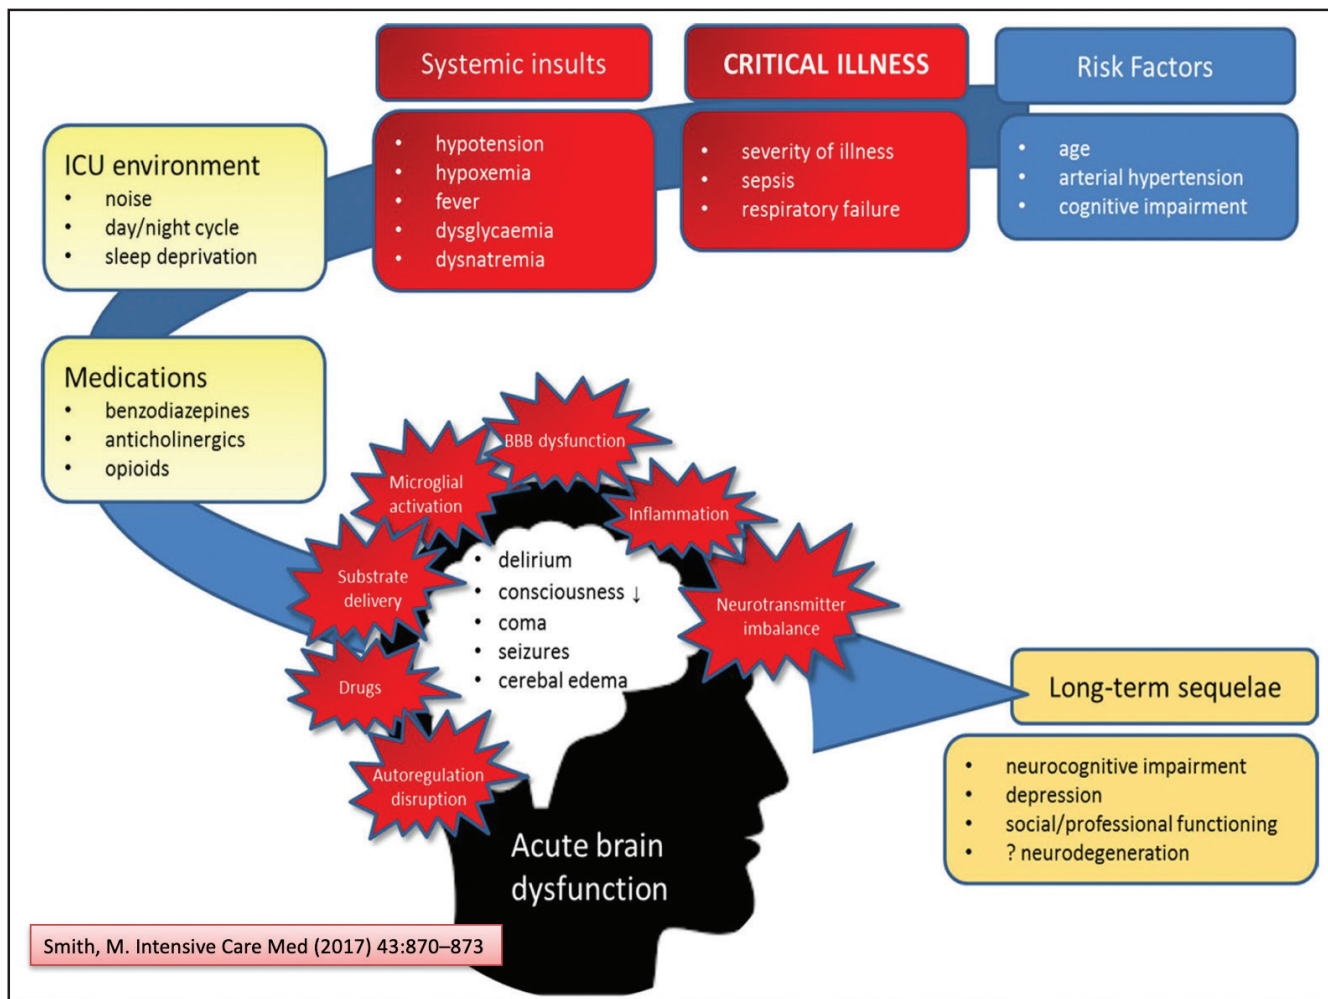 Systemic insults
• hypotension
• hypoxemia
• fever
• dysglycaemia
• dysnatremia
CRITICAL ILLNESS
• severity of illness
• sepsis
• respiratory failure
Risk Factors
• age
• arterial hypertension
• cognitive impairment
ICU environment
• noise
• day/night cycle
• sleep deprivation
Medications
• benzodiazepines
• anticholinergics
• opioids
BBB dysfunction
Microglial
activation
Inflammation
Substrate
delivery
Neurotransmitter
imbalance
Drugs
Autoregulation
disruption
• delirium
• consciousness ↓
• coma
• seizures
• cerebal edema
Acute brain
dysfunction
Long-term sequelae
• neurocognitive impairment
• depression
• social/professional functioning
• ? neurodegeneration
Smith, M. Intensive Care Med (2017) 43:870–873